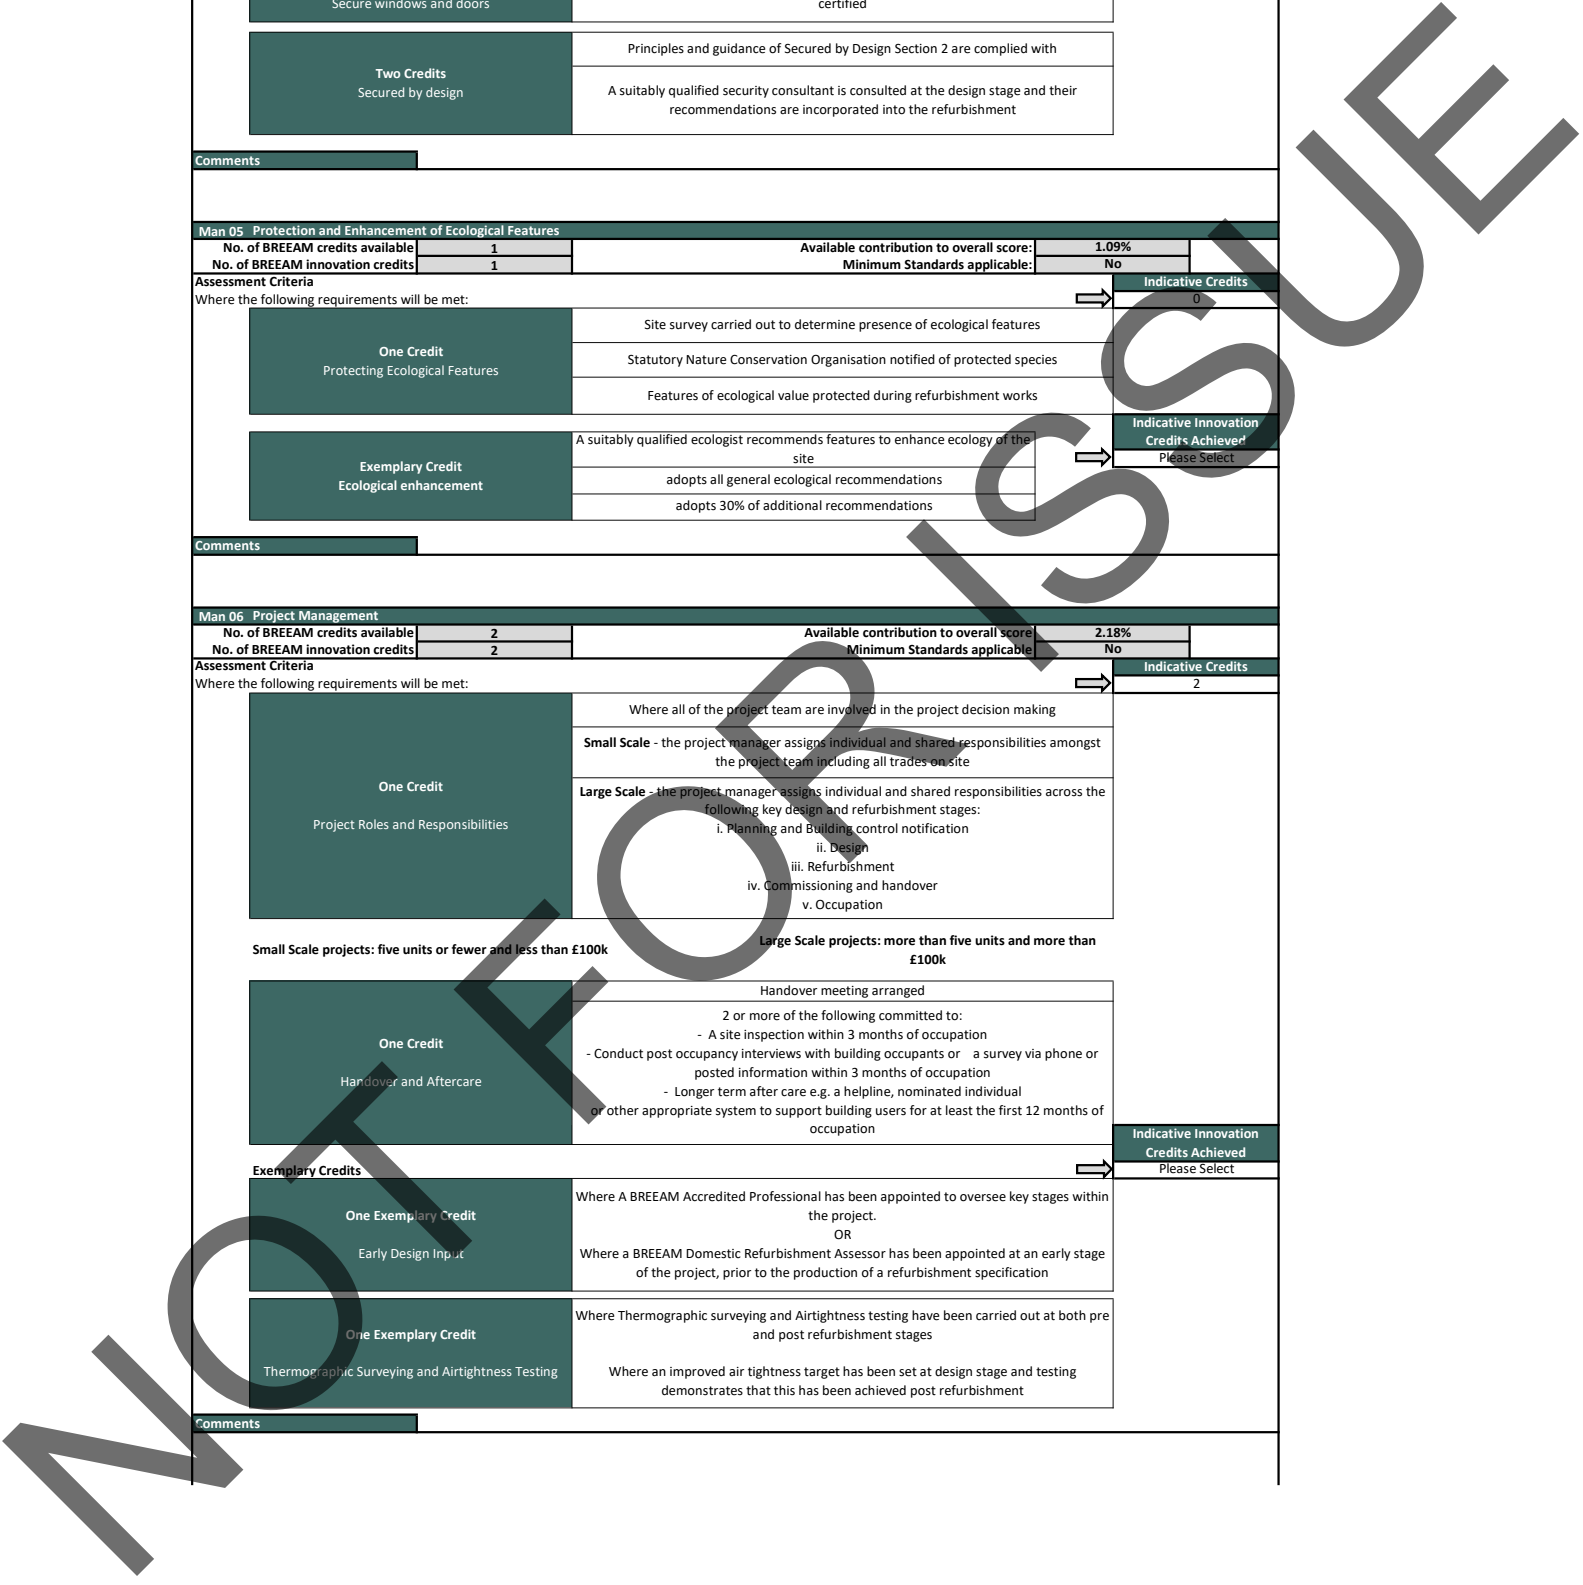 Secure windows and doors
certified
Two Credits
Secured by design
Principles and guidance of Secured by Design Section 2 are complied with
A suitably qualified security consultant is consulted at the design stage and their
recommendations are incorporated into the refurbishment
Comments
Man 05 Protection and Enhancement of Ecological Features
No. of BREEAM credits available 1 Available contribution to overall score: 1.09%
No. of BREEAM innovation credits 1 Minimum Standards applicable: No
Assessment Criteria Indicative Credits
Where the following requirements will be met: 0
One Credit
Protecting Ecological Features
Site survey carried out to determine presence of ecological features
Statutory Nature Conservation Organisation notified of protected species
Features of ecological value protected during refurbishment works
Indicative Innovation
Credits Achieved
Please Select
Exemplary Credit
Ecological enhancement
A suitably qualified ecologist recommends features to enhance ecology of the
site
adopts all general ecological recommendations
adopts 30% of additional recommendations
Comments
Man 06 Project Management
No. of BREEAM credits available 2 Available contribution to overall score 2.18%
No. of BREEAM innovation credits 2 Minimum Standards applicable No
Assessment Criteria Indicative Credits
Where the following requirements will be met: 2
One Credit
Project Roles and Responsibilities
Where all of the project team are involved in the project decision making
Small Scale - the project manager assigns individual and shared responsibilities amongst
the project team including all trades on site
Large Scale - the project manager assigns individual and shared responsibilities across the
following key design and refurbishment stages:
i. Planning and Building control notification
ii. Design
iii. Refurbishment
iv. Commissioning and handover
v. Occupation
Small Scale projects: five units or fewer and less than £100k
Large Scale projects: more than five units and more than
£100k
One Credit
Handover and Aftercare
Handover meeting arranged
2 or more of the following committed to:
- A site inspection within 3 months of occupation
- Conduct post occupancy interviews with building occupants or a survey via phone or
posted information within 3 months of occupation
- Longer term after care e.g. a helpline, nominated individual
or other appropriate system to support building users for at least the first 12 months of
occupation
Indicative Innovation
Credits Achieved
Exemplary Credits Please Select
One Exemplary Credit
Early Design Input
Where A BREEAM Accredited Professional has been appointed to oversee key stages within
the project.
OR
Where a BREEAM Domestic Refurbishment Assessor has been appointed at an early stage
of the project, prior to the production of a refurbishment specification
One Exemplary Credit
Thermographic Surveying and Airtightness Testing
Where Thermographic surveying and Airtightness testing have been carried out at both pre
and post refurbishment stages
Where an improved air tightness target has been set at design stage and testing
demonstrates that this has been achieved post refurbishment
Comments
NOT FOR ISSUE